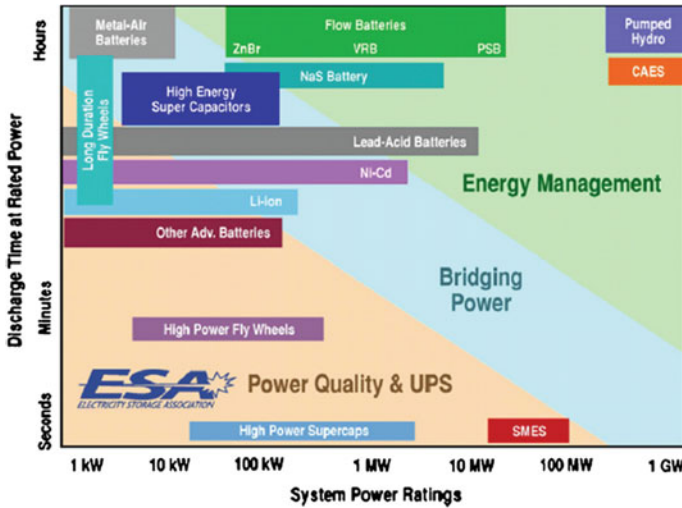 Metal-Air
Batteries
Flow Batteries
ZnBr VRB PSB
Pumped
Hydro
NaS Battery
CAES
High Energy
Super Capacitors
Long Duration
Fly Wheels
Lead-Acid Batteries
Ni-Cd
Energy Management
Li-ion
Other Adv. Batteries
Bridging
Power
High Power Fly Wheels
ESA
ELECTRICITY STORAGE ASSOCIATION
Power Quality & UPS
High Power Supercaps
SMES
Discharge Time at Rated Power
Hours
Minutes
Seconds
1 kW 10 kW 100 kW 1 MW 10 MW 100 MW 1 GW
System Power Ratings